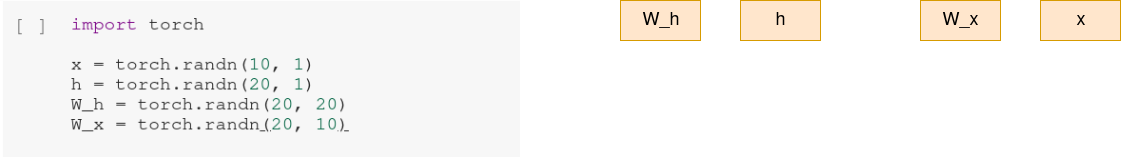 [ ] import torch
x = torch.randn(10, 1)
h = torch.randn(20, 1)
W_h = torch.randn(20, 20)
W_x = torch.randn(20, 10)
W_h h W_x x